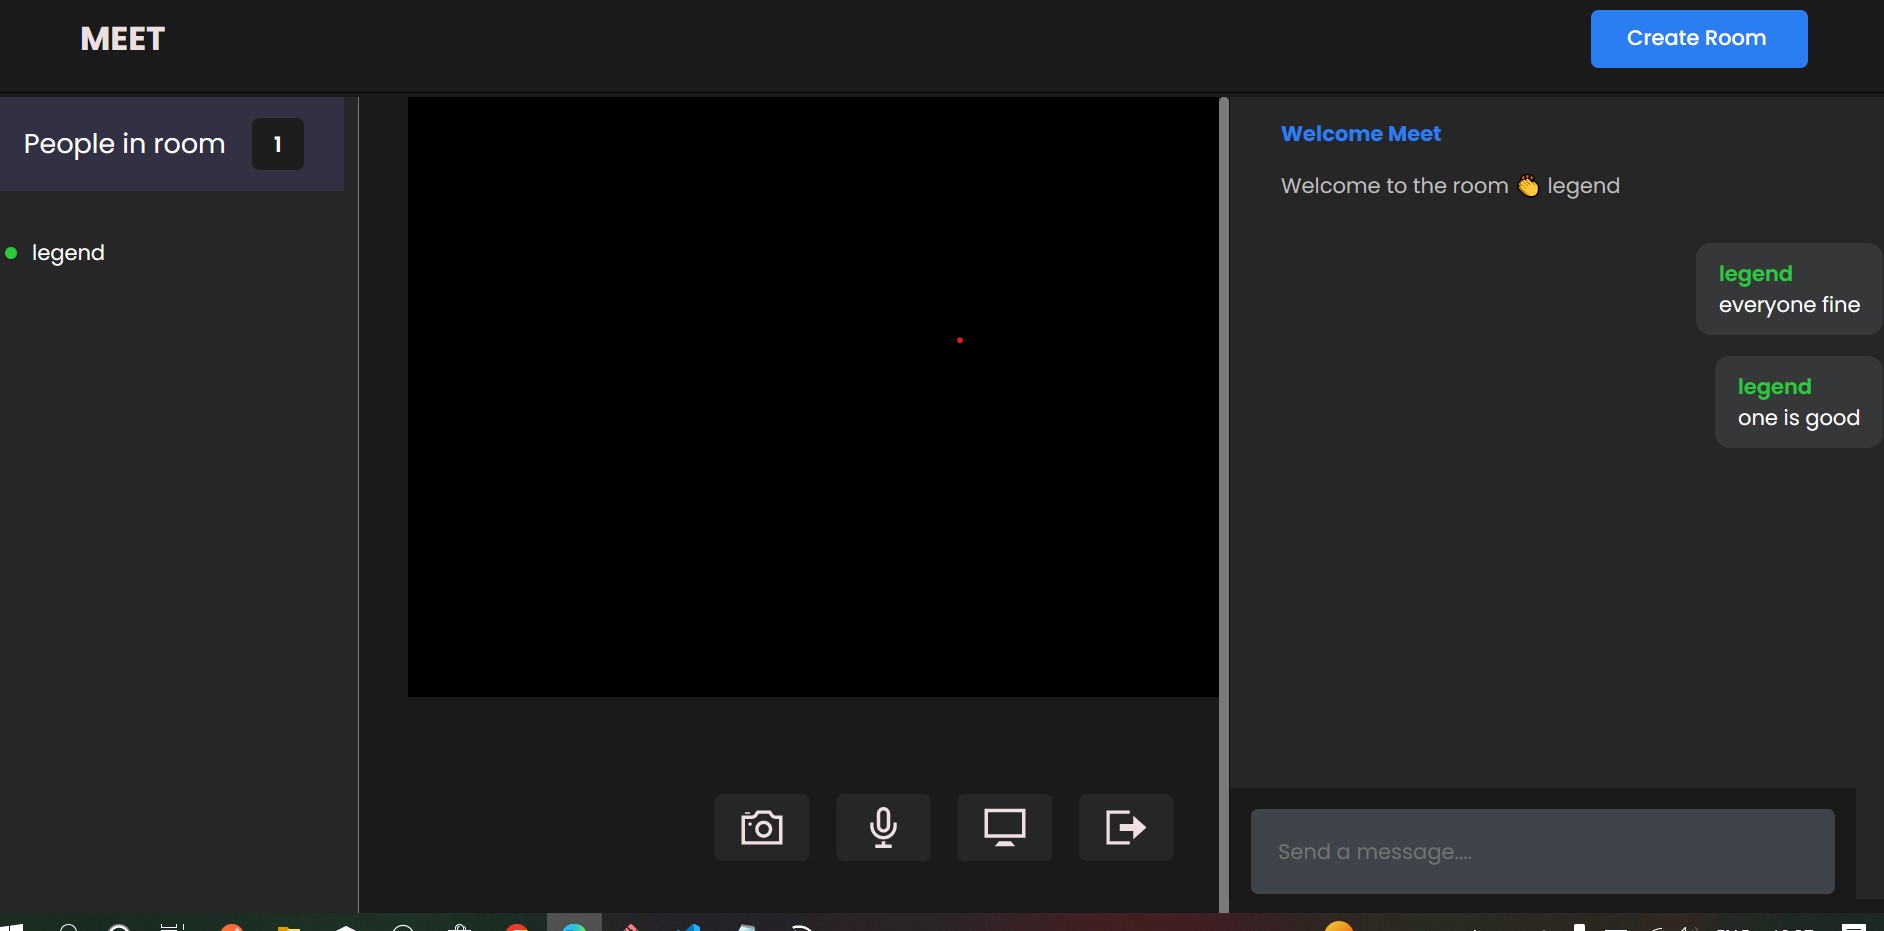 MEET
Create Room
People in room 1
legend
Welcome Meet
Welcome to the room 👏 legend
legend
everyone fine
legend
one is good
Send a message....